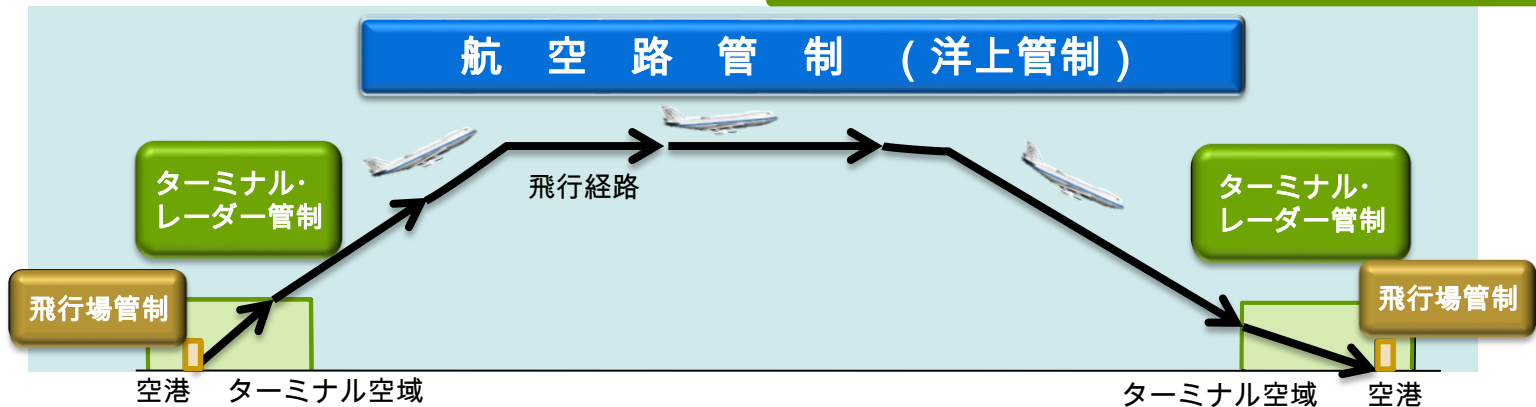 航空路管制（洋上管制）
ターミナル・
レーダー管制
ターミナル・
レーダー管制
飛行経路
飛行場管制
飛行場管制
空港
ターミナル空域
ターミナル空域
空港